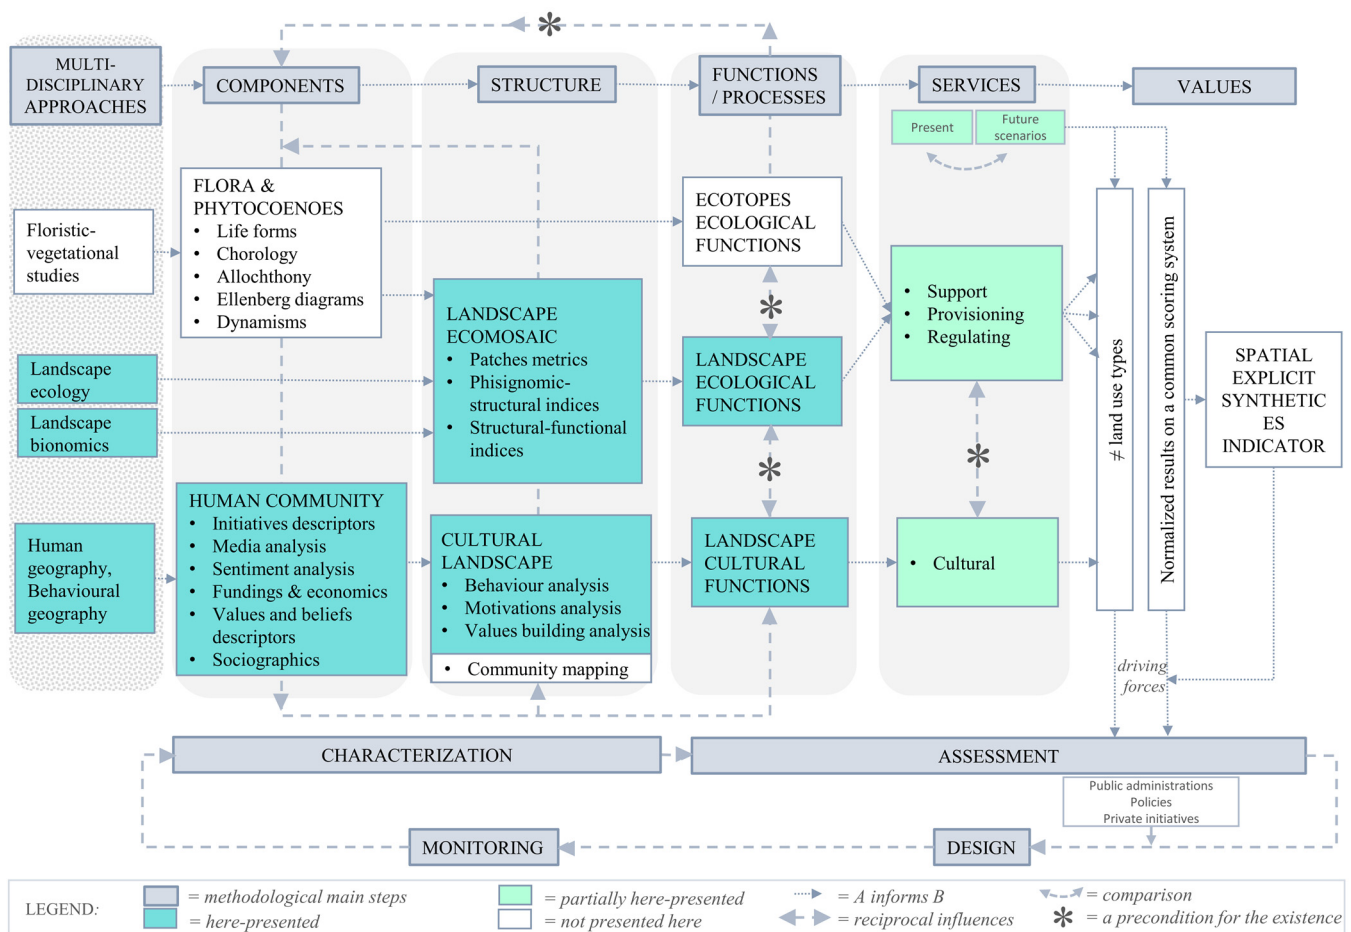 MULTI-
DISCIPLINARY
APPROACHES
COMPONENTS
STRUCTURE
FUNCTIONS
/ PROCESSES
SERVICES
VALUES
*
Present
Future
scenarios
Floristic-
vegetational
studies
Landscape
ecology
Landscape
bionomics
Human
geography,
Behavioural
geography
FLORA &
PHYTOCOENOES
• Life forms
• Chorology
• Allochthony
• Ellenberg diagrams
• Dynamisms
HUMAN COMMUNITY
• Initiatives descriptors
• Media analysis
• Sentiment analysis
• Fundings & economics
• Values and beliefs
descriptors
• Sociographics
LANDSCAPE
ECOMOSAIC
• Patches metrics
• Phisignomic-
structural indices
• Structural-functional
indices
CULTURAL
LANDSCAPE
• Behaviour analysis
• Motivations analysis
• Values building analysis
• Community mapping
ECOTOPES
ECOLOGICAL
FUNCTIONS
*
LANDSCAPE
ECOLOGICAL
FUNCTIONS
*
LANDSCAPE
CULTURAL
FUNCTIONS
• Support
• Provisioning
• Regulating
*
• Cultural
≠ land use types
Normalized results on a common scoring system
SPATIAL
EXPLICIT
SYNTHETIC
ES
INDICATOR
driving
forces
CHARACTERIZATION
ASSESSMENT
Public administrations
Policies
Private initiatives
MONITORING
DESIGN
LEGEND:
= methodological main steps
= here-presented
= partially here-presented
= not presented here
= A informs B
= reciprocal influences
= comparison
* = a precondition for the existence